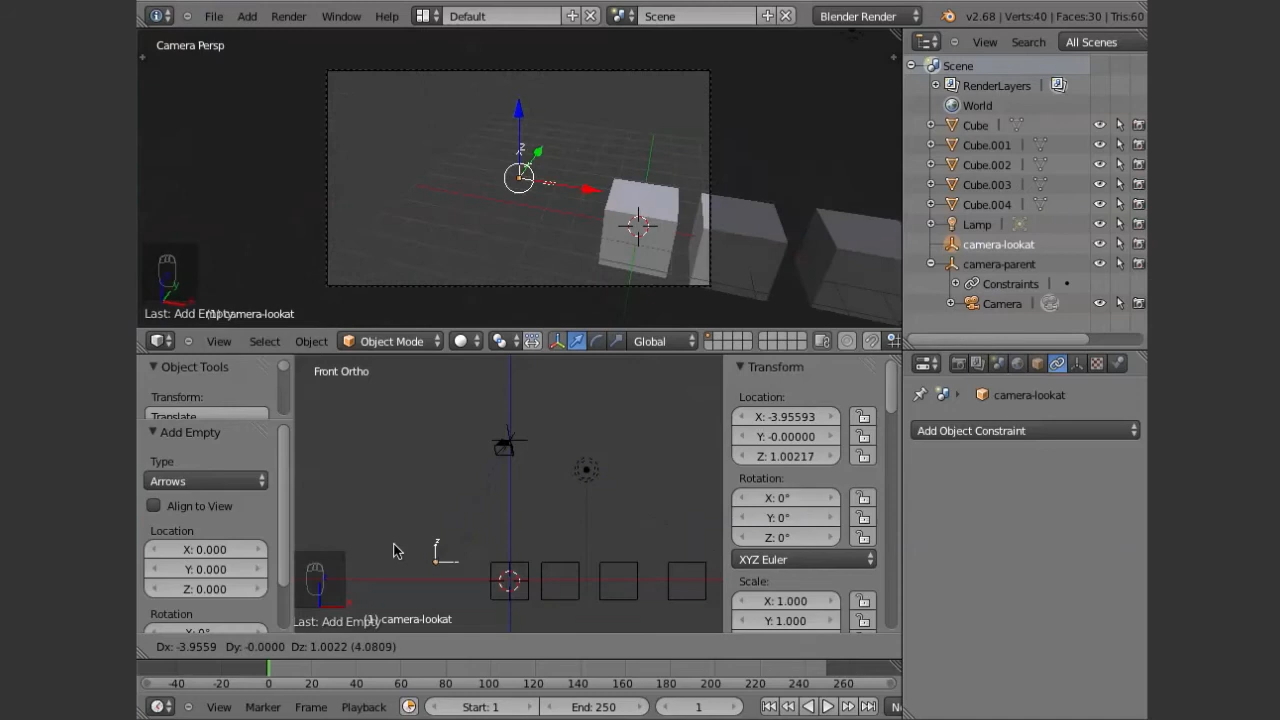 File Add Render Window Help Default Scene Blender Render v2.68 | Verts:40 | Faces:30 | Tris:60
Camera Persp
View Search All Scenes
Scene
RenderLayers
World
Cube
Cube.001
Cube.002
Cube.003
Cube.004
Lamp
camera-lookat
camera-parent
Constraints
Camera
Last: Add Empty
(1) camera-lookat
View Select Object Object Mode Global
Object Tools
Transform:
Translate
Add Empty
Type
Arrows
Align to View
Location
X: 0.000
Y: 0.000
Z: 0.000
Rotation
X: 0°
Front Ortho
z
Last: Add Empty
(1) camera-lookat
Transform
Location:
X: -3.95593
Y: -0.00000
Z: 1.00217
Rotation:
X: 0°
Y: 0°
Z: 0°
XYZ Euler
Scale:
X: 1.000
Y: 1.000
camera-lookat
Add Object Constraint
Dx: -3.9559 Dy: -0.0000 Dz: 1.0022 (4.0809)
-40 -20 0 20 40 60 80 100 120 140 160 180 200 220 240 260
View Marker Frame Playback Start: 1 End: 250 1